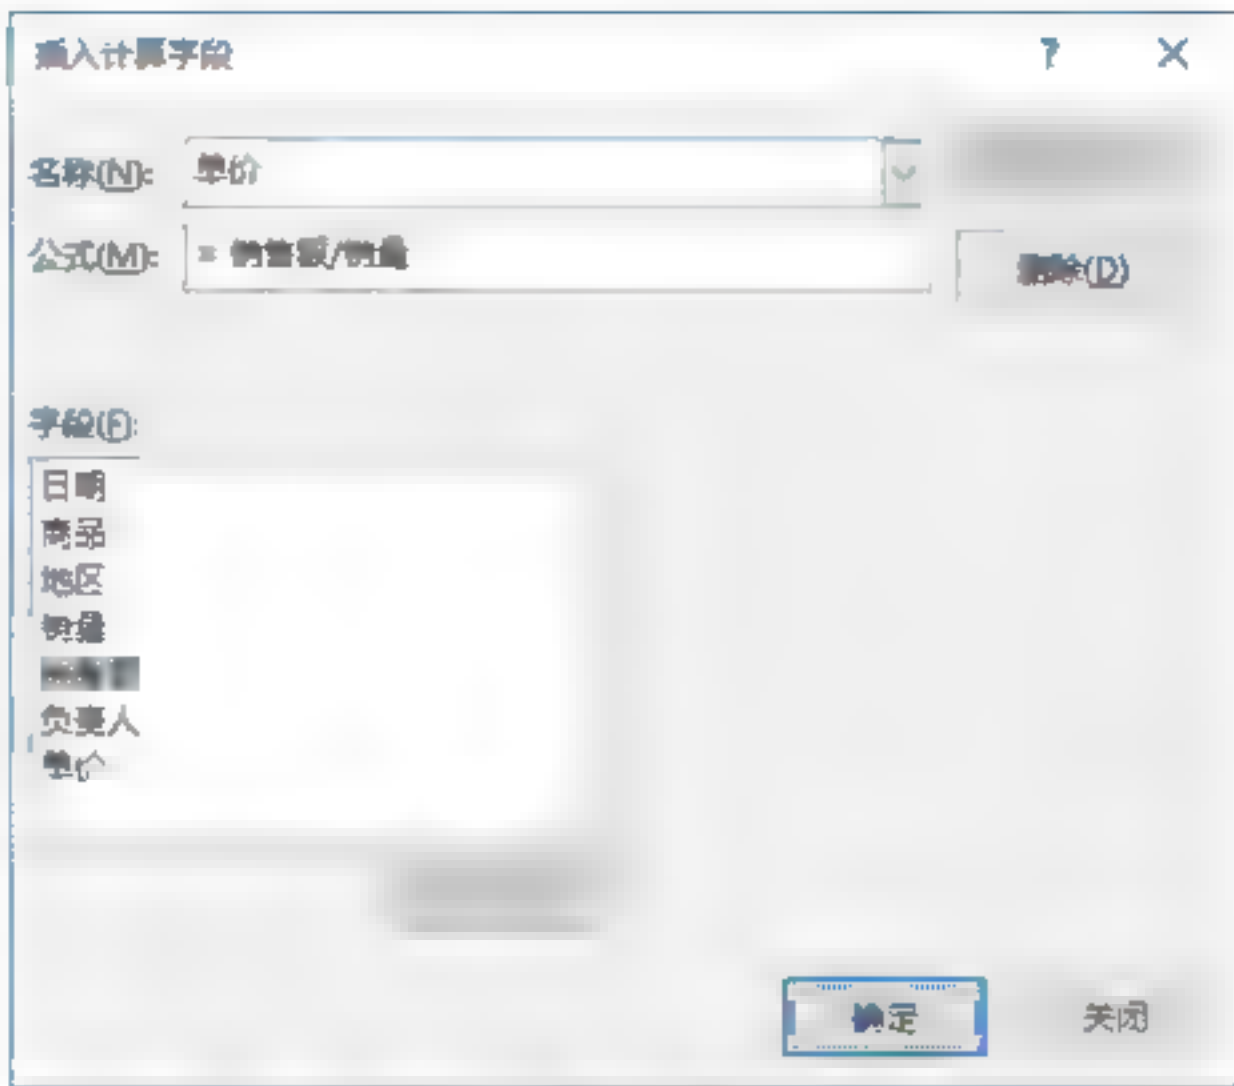 插入计算字段
名称(N): 单价
公式(M): = 销售额/销量
删除(D)
字段(F):
日期
商品
地区
销量
负责人
单价
确定
关闭